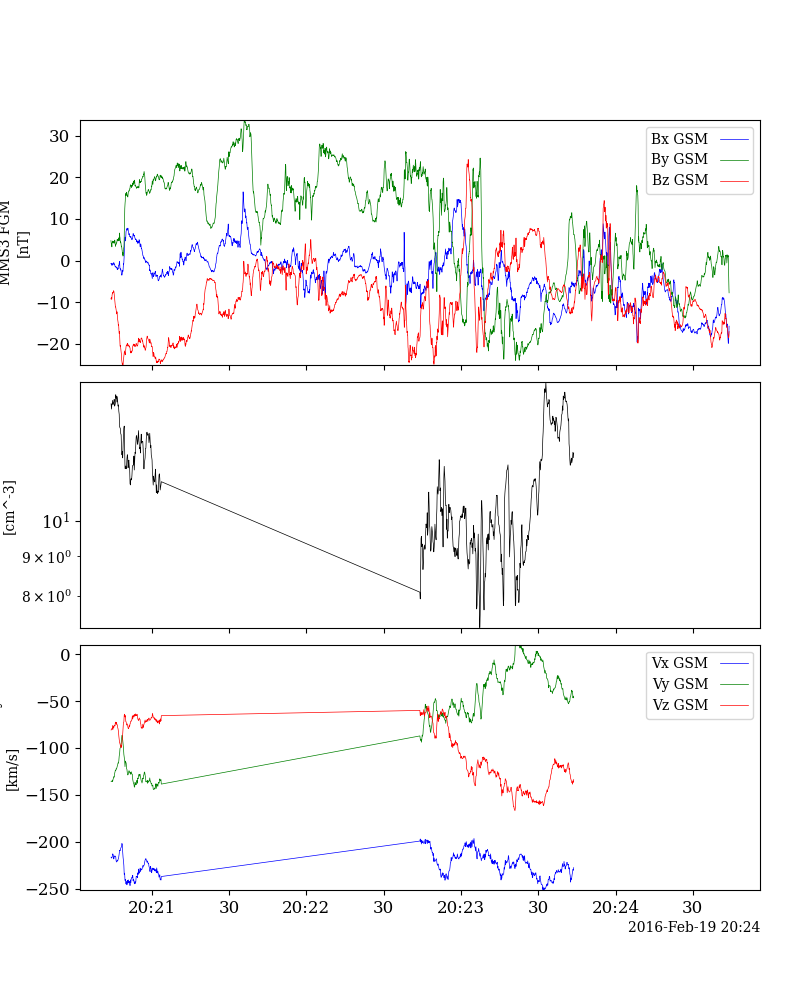 MMS3 FGM
[nT]
30
20
10
0
−10
−20
Bx GSM
By GSM
Bz GSM
[cm^-3]
10^1
9 × 10^0
8 × 10^0
[km/s]
0
−50
−100
−150
−200
−250
Vx GSM
Vy GSM
Vz GSM
20:21 30 20:22 30 20:23 30 20:24 30
2016-Feb-19 20:24